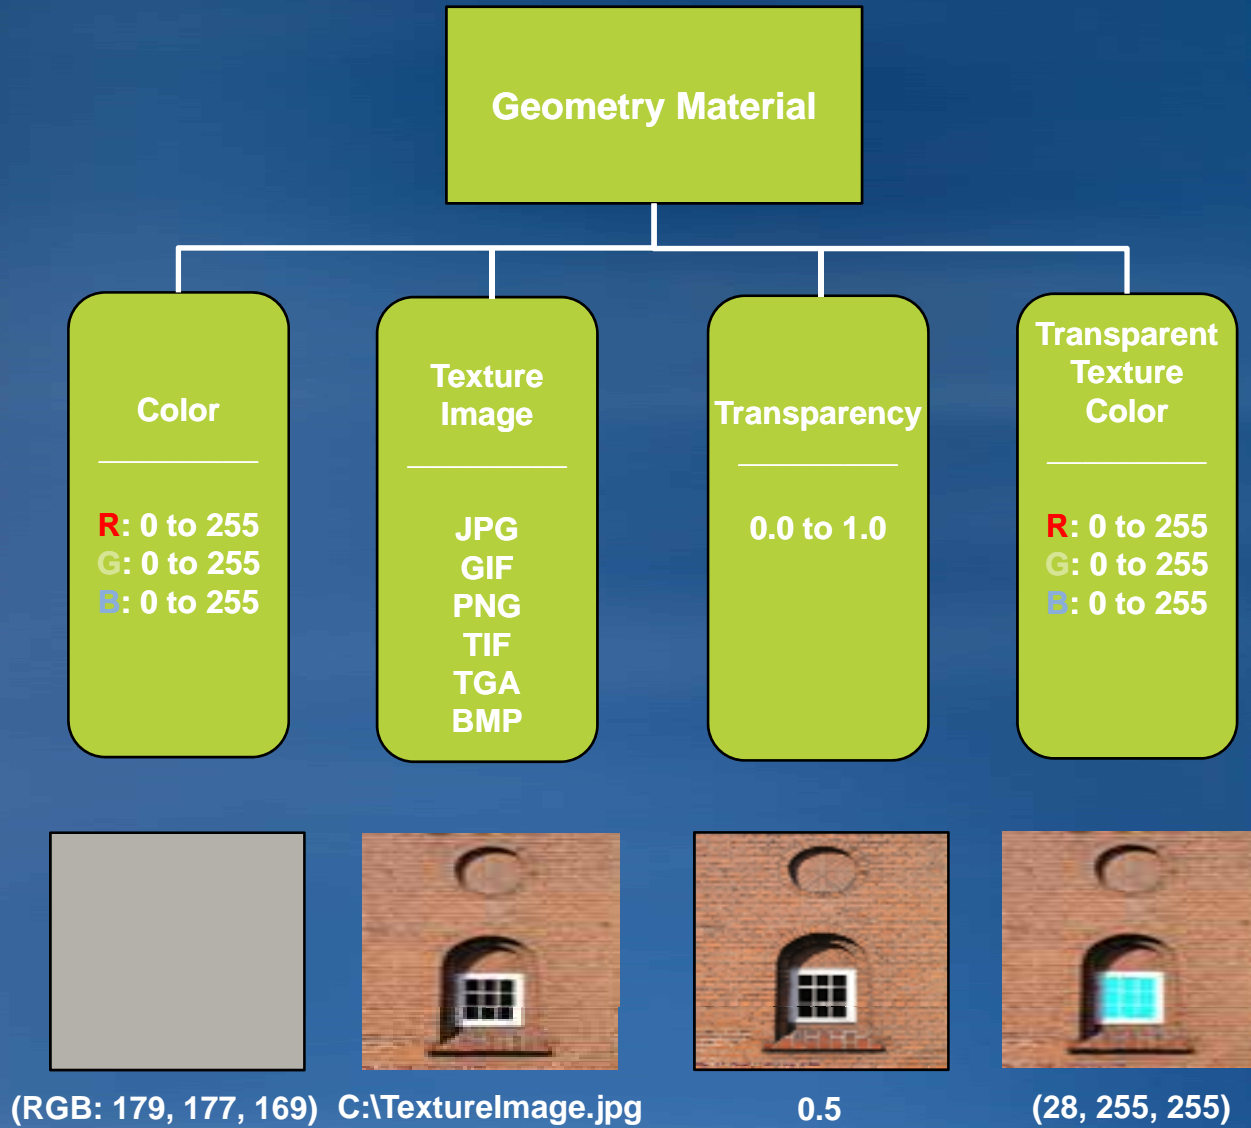 Geometry Material
Color
R: 0 to 255
G: 0 to 255
B: 0 to 255
Texture
Image
JPG
GIF
PNG
TIF
TGA
BMP
Transparency
0.0 to 1.0
Transparent
Texture
Color
R: 0 to 255
G: 0 to 255
B: 0 to 255
(RGB: 179, 177, 169)
C:\TextureImage.jpg
0.5
(28, 255, 255)